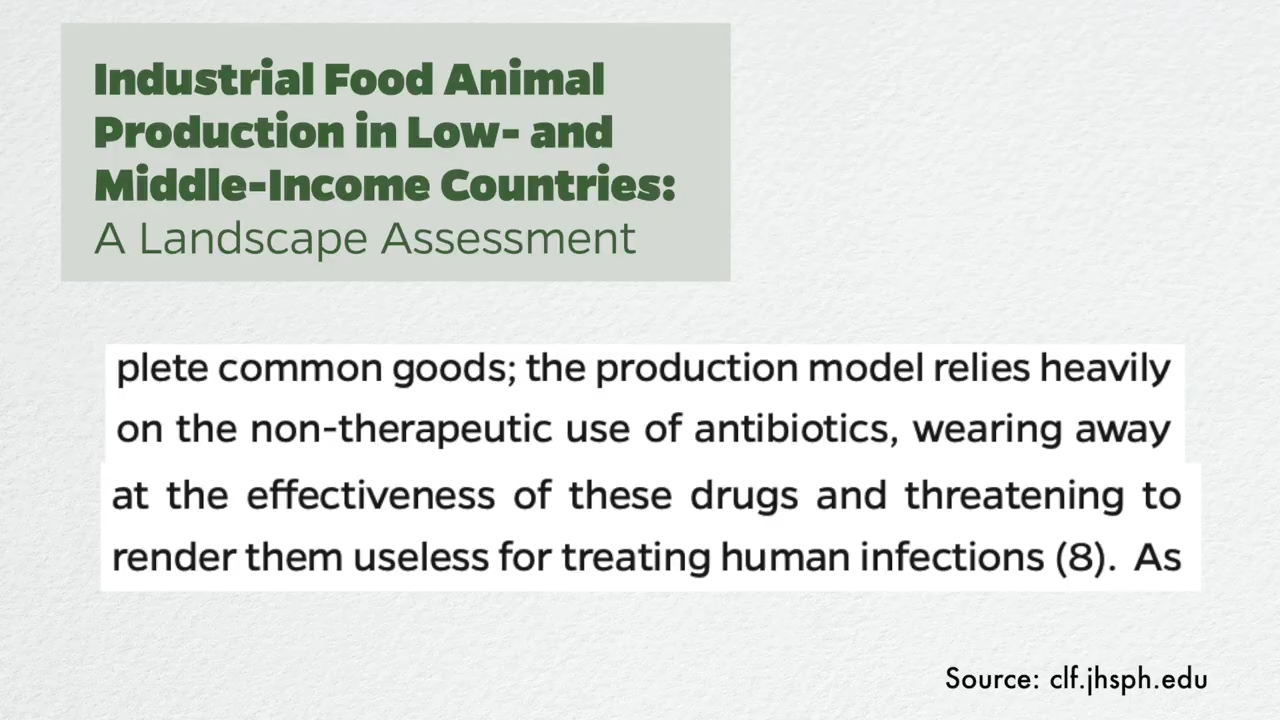 Industrial Food Animal
Production in Low- and
Middle-Income Countries:
A Landscape Assessment
plete common goods; the production model relies heavily
on the non-therapeutic use of antibiotics, wearing away
at the effectiveness of these drugs and threatening to
render them useless for treating human infections (8). As
Source: clf.jhsph.edu